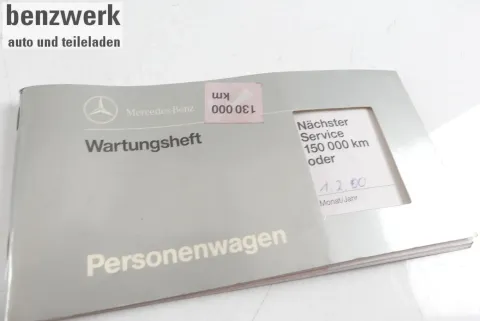 benzwerk
auto und teileladen
Mercedes-Benz
130 000
km
Wartungsheft
Nächster
Service
150 000 km
oder
1.2.00
Monat/Jahr
Personenwagen